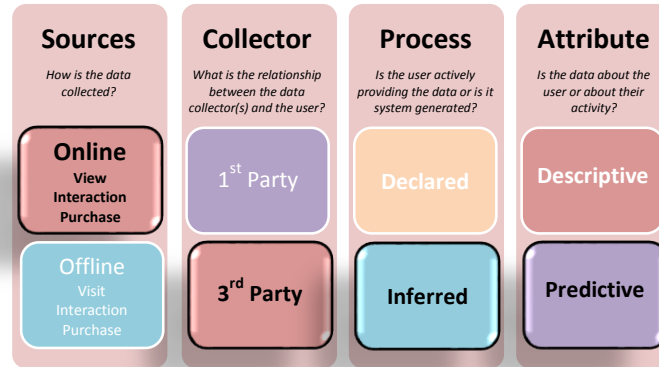 Sources
How is the data
collected?
Online
View
Interaction
Purchase
Offline
Visit
Interaction
Purchase
Collector
What is the relationship
between the data
collector(s) and the user?
1st Party
3rd Party
Process
Is the user actively
providing the data or is it
system generated?
Declared
Inferred
Attribute
Is the data about the
user or about their
activity?
Descriptive
Predictive